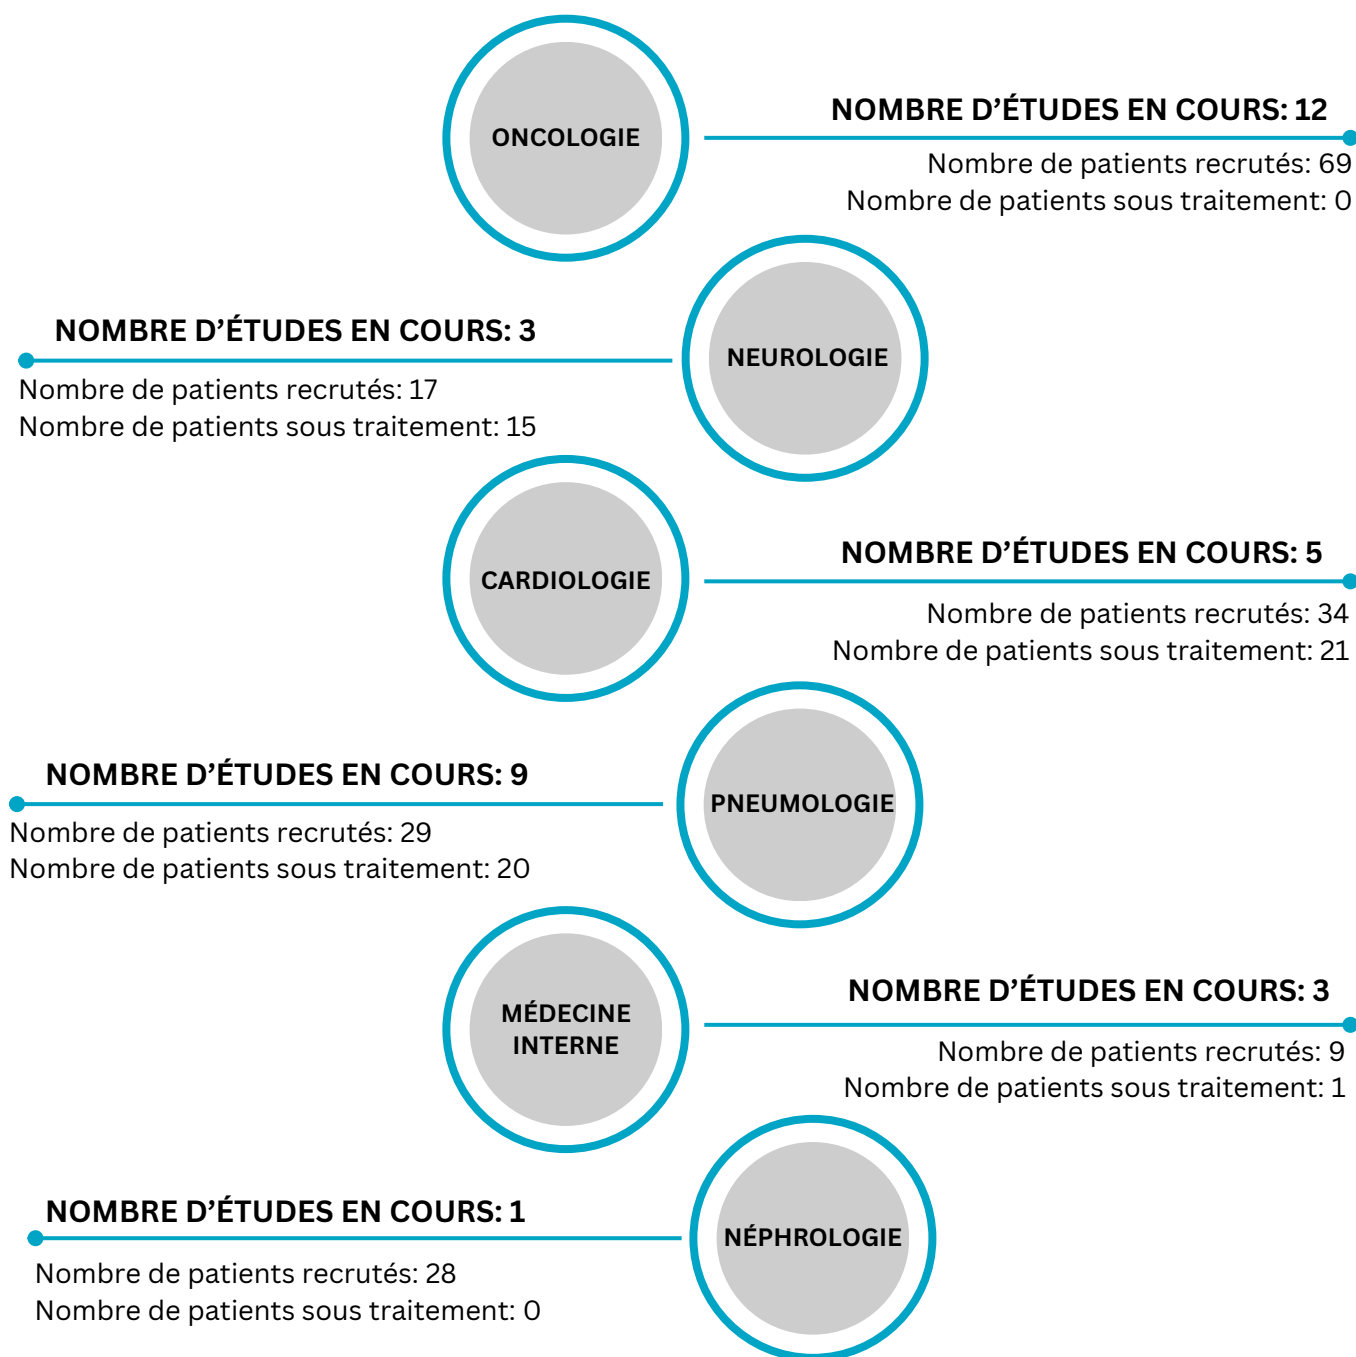 ONCOLOGIE
NOMBRE D’ÉTUDES EN COURS: 12
Nombre de patients recrutés: 69
Nombre de patients sous traitement: 0
NEUROLOGIE
NOMBRE D’ÉTUDES EN COURS: 3
Nombre de patients recrutés: 17
Nombre de patients sous traitement: 15
CARDIOLOGIE
NOMBRE D’ÉTUDES EN COURS: 5
Nombre de patients recrutés: 34
Nombre de patients sous traitement: 21
PNEUMOLOGIE
NOMBRE D’ÉTUDES EN COURS: 9
Nombre de patients recrutés: 29
Nombre de patients sous traitement: 20
MÉDECINE
INTERNE
NOMBRE D’ÉTUDES EN COURS: 3
Nombre de patients recrutés: 9
Nombre de patients sous traitement: 1
NÉPHROLOGIE
NOMBRE D’ÉTUDES EN COURS: 1
Nombre de patients recrutés: 28
Nombre de patients sous traitement: 0